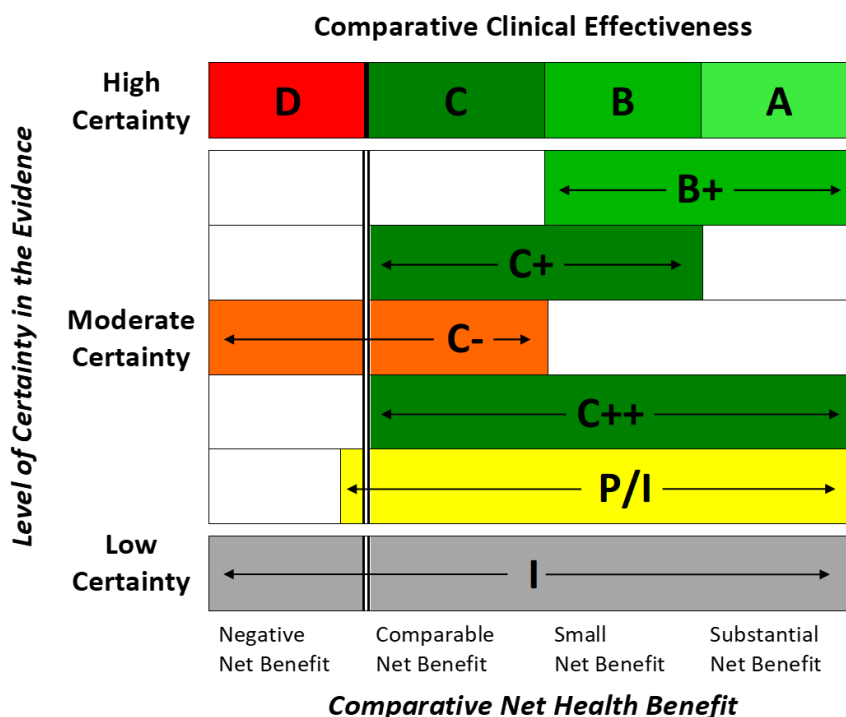 Comparative Clinical Effectiveness
High
Certainty
D
C
B
A
B+
C+
Moderate
Certainty
C-
C++
P/I
Low
Certainty
I
Level of Certainty in the Evidence
Negative
Net Benefit
Comparable
Net Benefit
Small
Net Benefit
Substantial
Net Benefit
Comparative Net Health Benefit